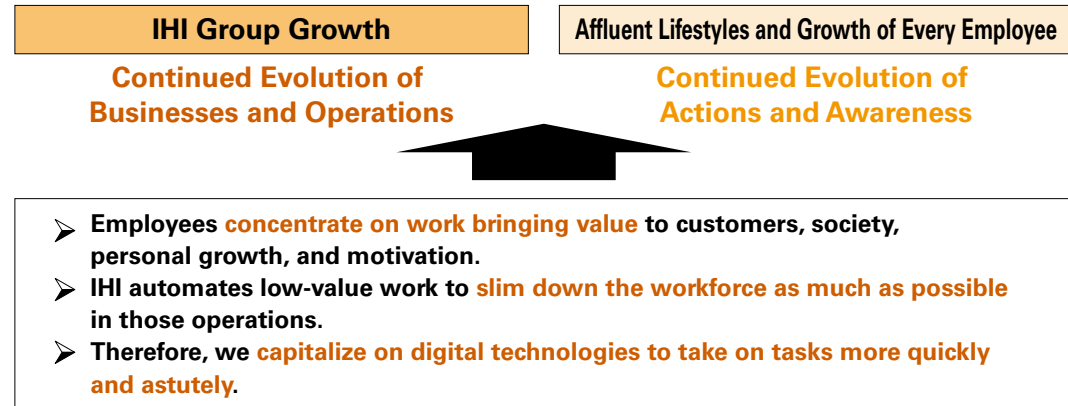 IHI Group Growth
Affluent Lifestyles and Growth of Every Employee
Continued Evolution of
Businesses and Operations
Continued Evolution of
Actions and Awareness
➢ Employees concentrate on work bringing value to customers, society,
personal growth, and motivation.
➢ IHI automates low-value work to slim down the workforce as much as possible
in those operations.
➢ Therefore, we capitalize on digital technologies to take on tasks more quickly
and astutely.